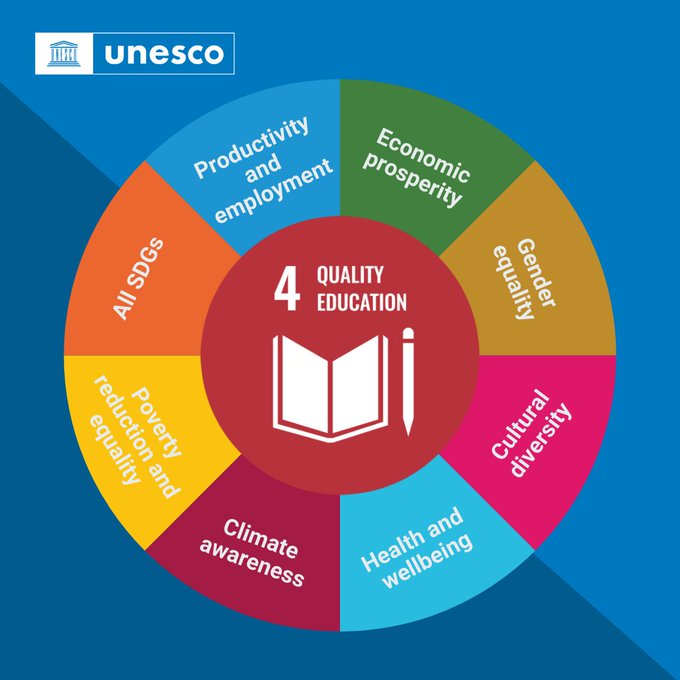 UNESCO
unesco
Productivity
and
employment
Economic
prosperity
Gender
equality
Cultural
diversity
Health and
wellbeing
Climate
awareness
Poverty
reduction and
equality
All SDGs
4 QUALITY
EDUCATION